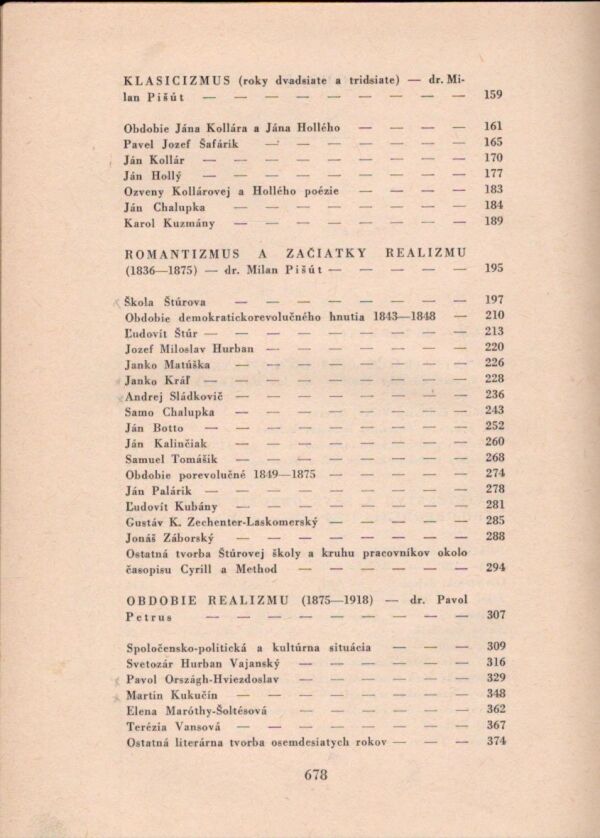 KLASICIZMUS (roky dvadsiate a tridsiate) — dr. Mi-
lan Pišút — — — — — — — — — 159
Obdobie Jána Kollára a Jána Hollého — — — — 161
Pavel Jozef Šafárik — — — — — — — 165
Ján Kollár — — — — — — — — — 170
Ján Hollý — — — — — — — — — 177
Ozveny Kollárovej a Hollého poézie — — — — 183
Ján Chalupka — — — — — — — — 184
Karol Kuzmány — — — — — — — — 189
ROMANTIZMUS A ZAČIATKY REALIZMU
(1836—1875) — dr. Milan Pišút — — — — — 195
Škola Štúrova — — — — — — — — 197
Obdobie demokratickorevolučného hnutia 1843—1848 — 210
Ľudovít Štúr — — — — — — — — — 213
Jozef Miloslav Hurban — — — — — — — 220
Janko Matúška — — — — — — — — 226
Janko Kráľ — — — — — — — — — 228
Andrej Sládkovič — — — — — — — — 236
Samo Chalupka — — — — — — — — 243
Ján Botto — — — — — — — — — 252
Ján Kalinčiak — — — — — — — — 260
Samuel Tomášik — — — — — — — — 268
Obdobie porevolučné 1849—1875 — — — — — 274
Ján Palárik — — — — — — — — — 278
Ľudovít Kubány — — — — — — — — 281
Gustáv K. Zechenter-Laskomerský — — — — — 285
Jonáš Záborský — — — — — — — — 288
Ostatná tvorba Štúrovej školy a kruhu pracovníkov okolo
časopisu Cyrill a Method — — — — — — 294
OBDOBIE REALIZMU (1875—1918) — dr. Pavol
Petrus — — — — — — — — — 307
Spoločensko-politická a kultúrna situácia — — — 309
Svetozár Hurban Vajanský — — — — — — 316
Pavol Országh-Hviezdoslav — — — — — — 329
Martin Kukučín — — — — — — — — 348
Elena Maróthy-Šoltésová — — — — — — 362
Terézia Vansová — — — — — — — — 367
Ostatná literárna tvorba osemdesiatych rokov — — — 374
678